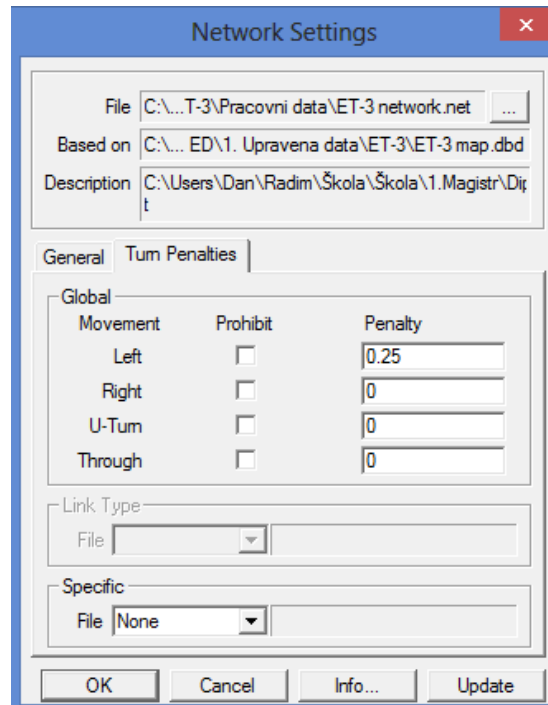 Network Settings
x
File C:\...T-3\Pracovni data\ET-3 network.net ...
Based on C:\... ED\1. Upravena data\ET-3\ET-3 map.dbd
Description C:\Users\Dan\Radim\Škola\Škola\1.Magistr\Dip
t
General Turn Penalties
Global
Movement Prohibit Penalty
Left 0.25
Right 0
U-Turn 0
Through 0
Link Type
File
Specific
File None
OK Cancel Info... Update